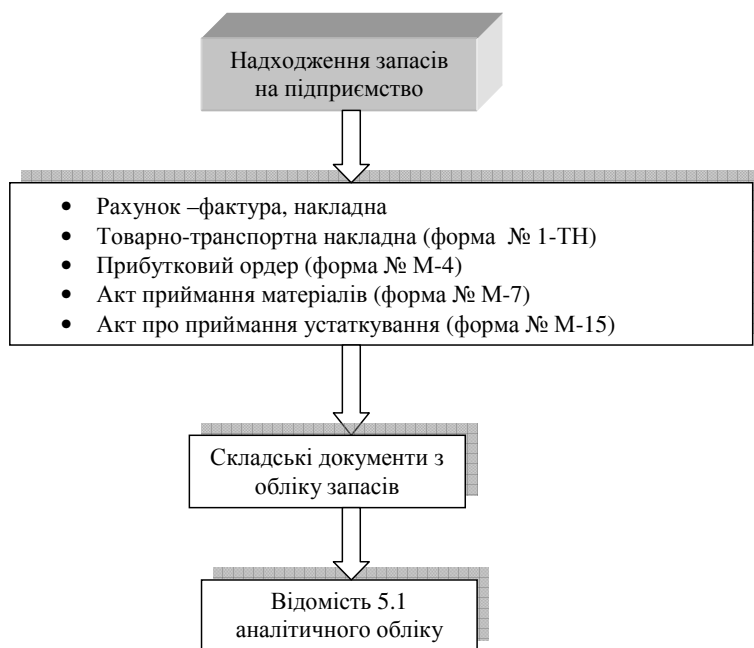 Надходження запасів
на підприємство
• Рахунок –фактура, накладна
• Товарно-транспортна накладна (форма № 1-ТН)
• Прибутковий ордер (форма № М-4)
• Акт приймання матеріалів (форма № М-7)
• Акт про приймання устаткування (форма № М-15)
Складські документи з
обліку запасів
Відомість 5.1
аналітичного обліку